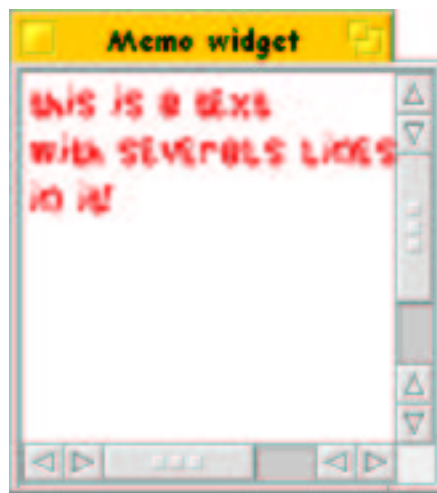 Memo widget
this is a text
with severals lines
in it!